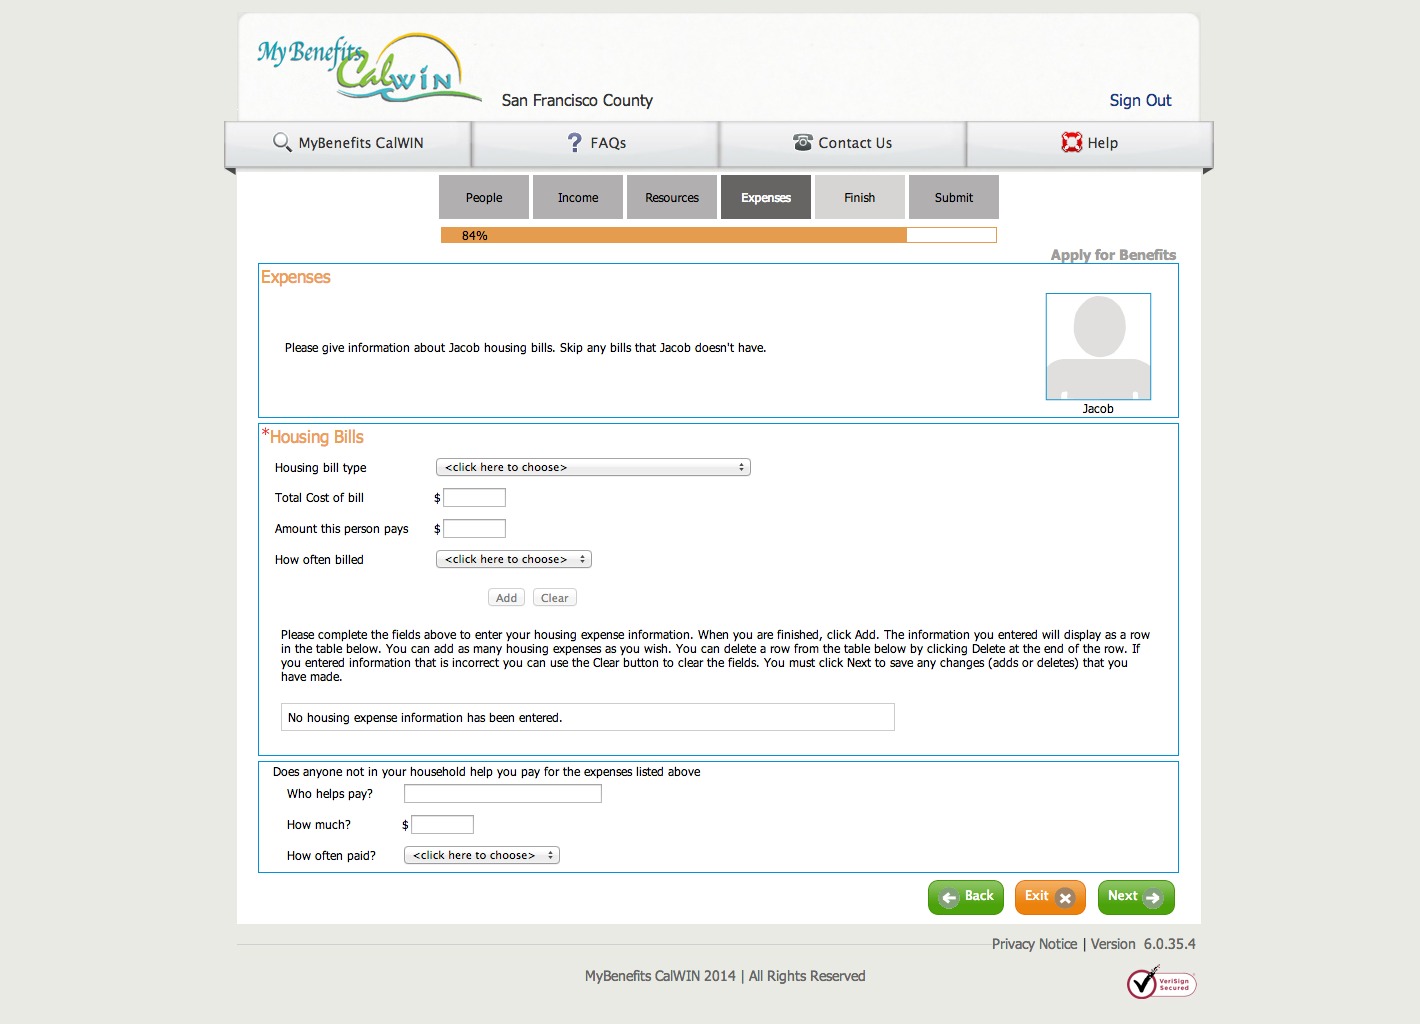 My Benefits
CalWIN
San Francisco County
Sign Out
MyBenefits CalWIN
FAQs
Contact Us
Help
People
Income
Resources
Expenses
Finish
Submit
84%
Apply for Benefits
Expenses
Please give information about Jacob housing bills. Skip any bills that Jacob doesn't have.
Jacob
*Housing Bills
Housing bill type
<click here to choose>
Total Cost of bill
$
Amount this person pays
$
How often billed
<click here to choose>
Add
Clear
Please complete the fields above to enter your housing expense information. When you are finished, click Add. The information you entered will display as a row
in the table below. You can add as many housing expenses as you wish. You can delete a row from the table below by clicking Delete at the end of the row. If
you entered information that is incorrect you can use the Clear button to clear the fields. You must click Next to save any changes (adds or deletes) that you
have made.
No housing expense information has been entered.
Does anyone not in your household help you pay for the expenses listed above
Who helps pay?
How much?
$
How often paid?
<click here to choose>
Back
Exit
Next
Privacy Notice | Version 6.0.35.4
MyBenefits CalWIN 2014 | All Rights Reserved
VeriSign
Secured